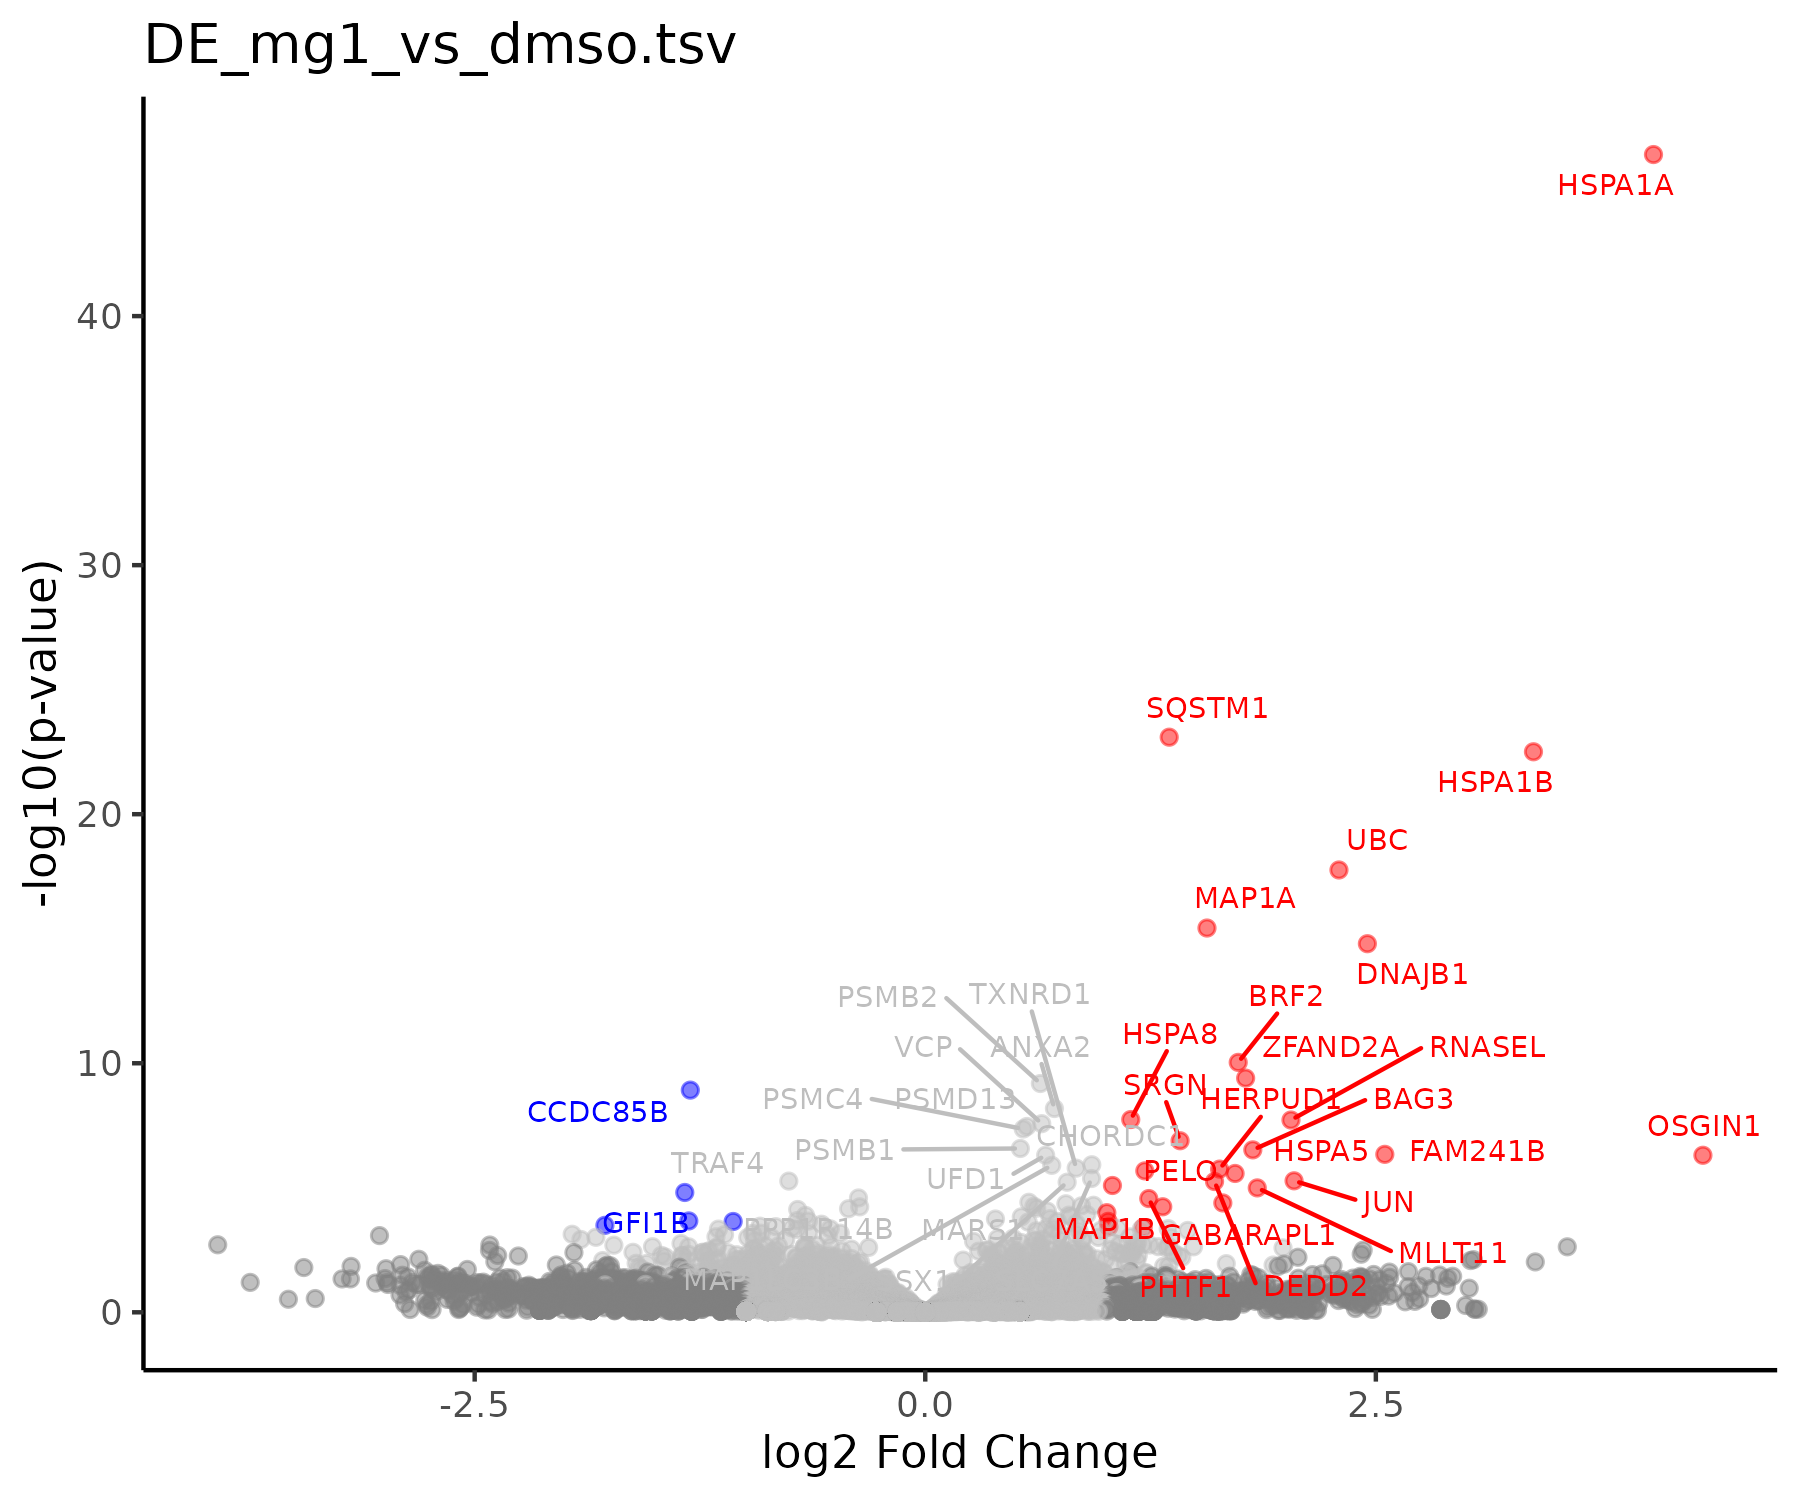 DE_mg1_vs_dmso.tsv
HSPA1A
40
30
SQSTM1
HSPA1B
20
UBC
MAP1A
DNAJB1
PSMB2
TXNRD1
BRF2
HSPA8
VCP
ANXA2
ZFAND2A
RNASEL
10
SRGN
PSMC4
PSMD13
HERPUD1
BAG3
CCDC85B
OSGIN1
CHORDC1
PSMB1
HSPA5
FAM241B
TRAF4
PELO
UFD1
JUN
GFI1B
MARS1
MAP1B
GABARAPL1
MLLT11
PHTF1
DEDD2
0
-2.5
0.0
2.5
log2 Fold Change
-log10(p-value)